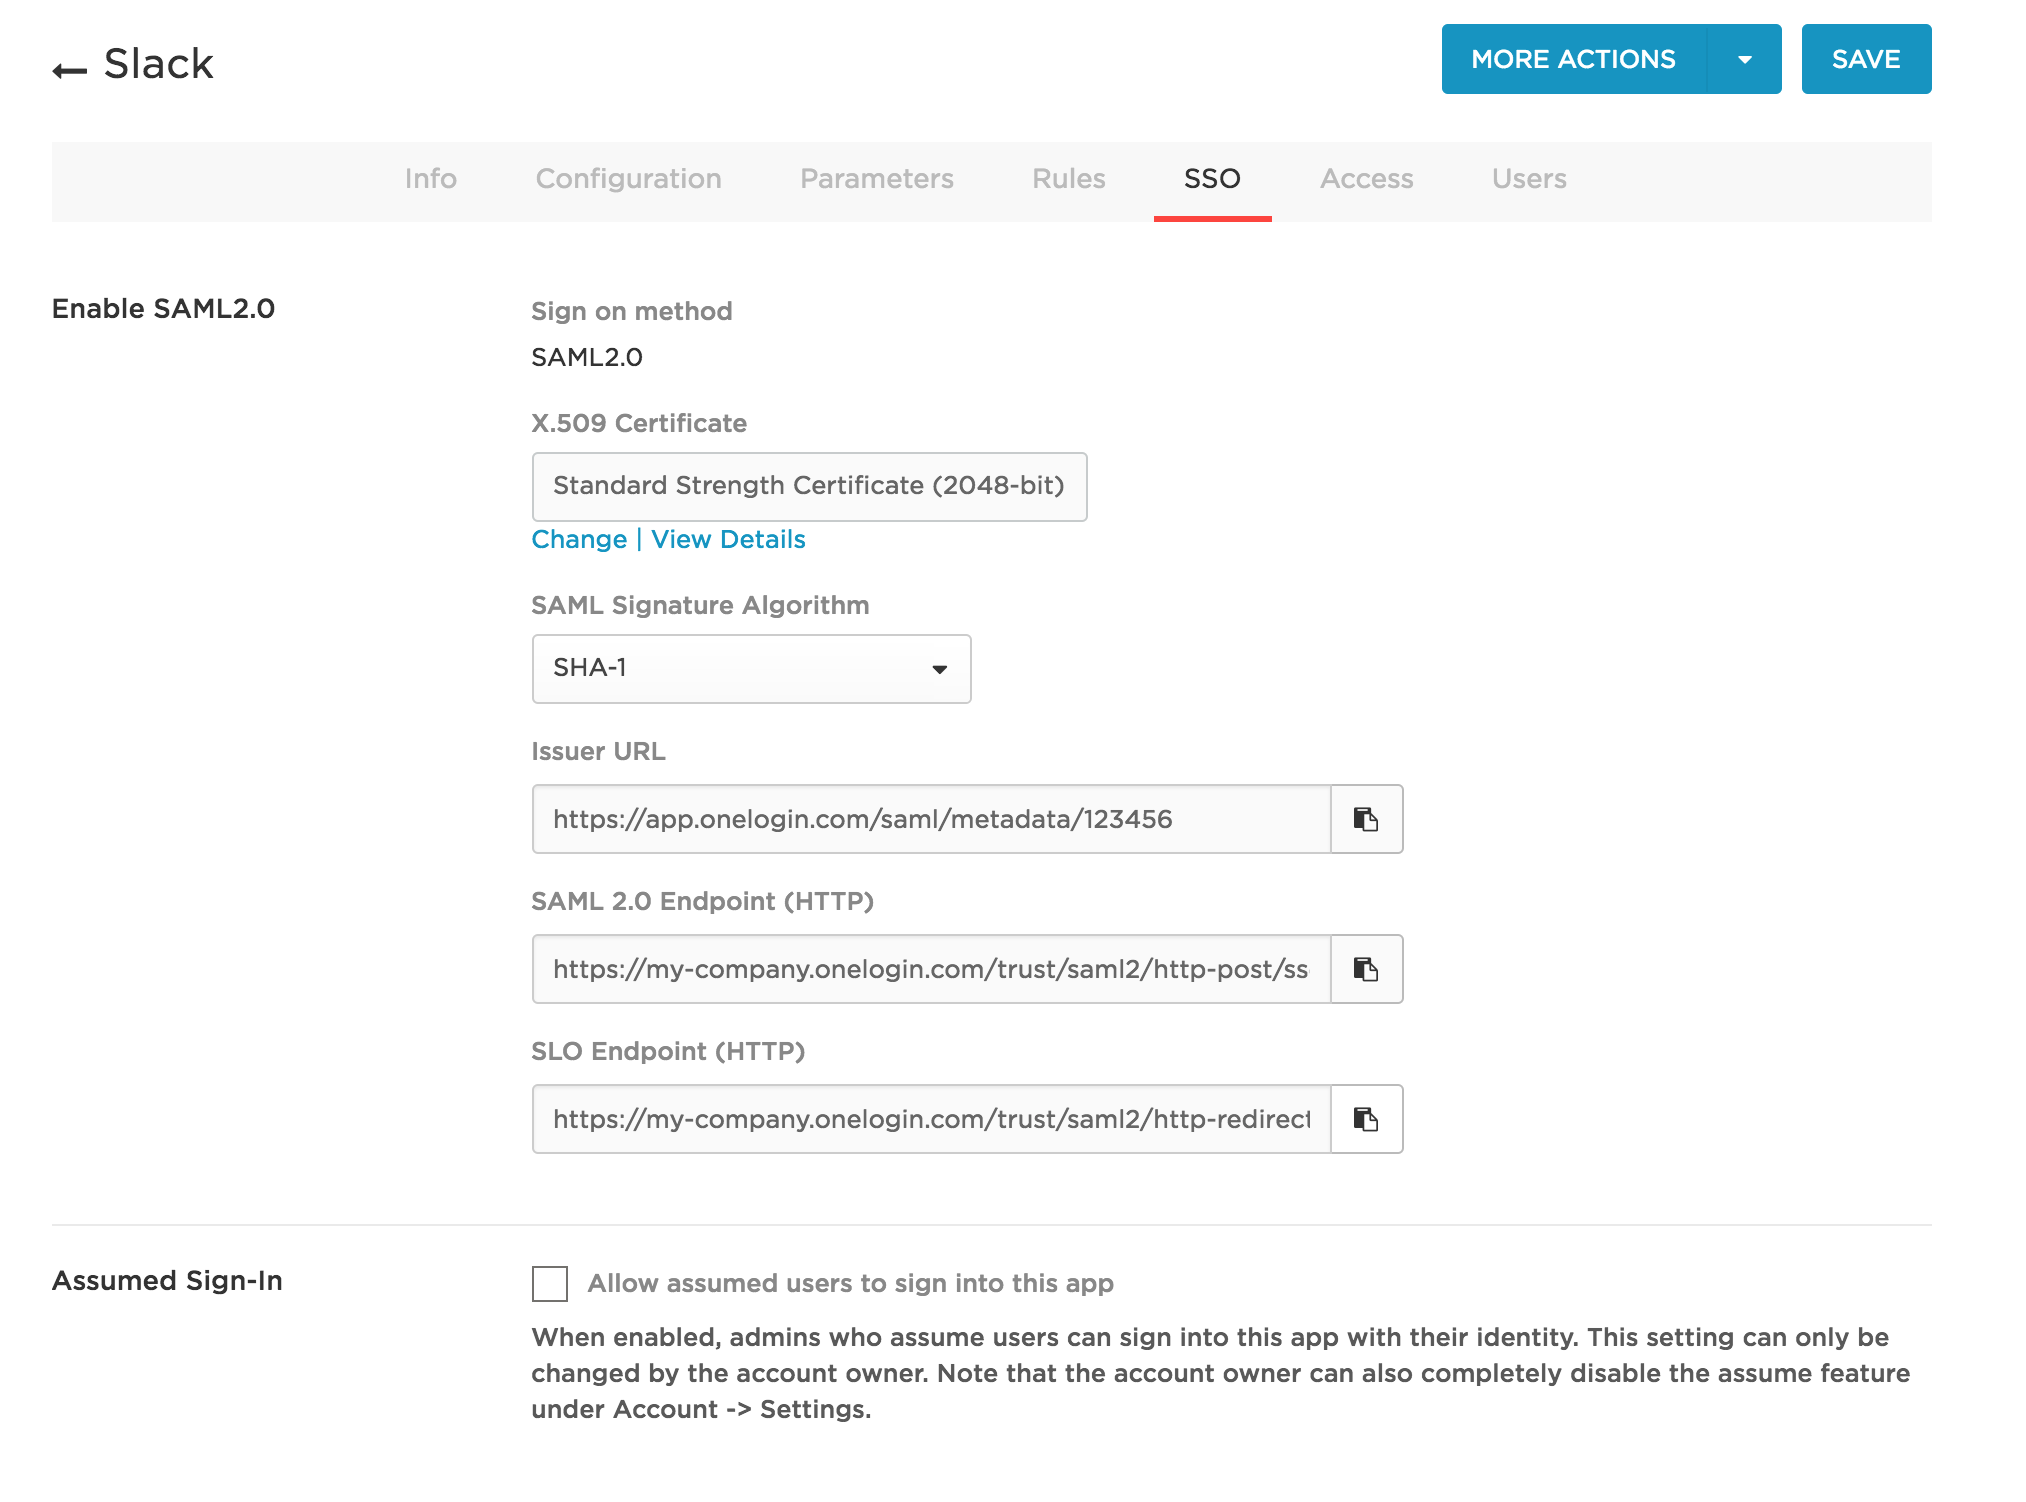 Slack
MORE ACTIONS
SAVE
Info Configuration Parameters Rules SSO Access Users
Enable SAML2.0
Sign on method
SAML2.0
X.509 Certificate
Standard Strength Certificate (2048-bit)
Change | View Details
SAML Signature Algorithm
SHA-1
Issuer URL
https://app.onelogin.com/saml/metadata/123456
SAML 2.0 Endpoint (HTTP)
https://my-company.onelogin.com/trust/saml2/http-post/ss
SLO Endpoint (HTTP)
https://my-company.onelogin.com/trust/saml2/http-redirect
Assumed Sign-In
Allow assumed users to sign into this app
When enabled, admins who assume users can sign into this app with their identity. This setting can only be
changed by the account owner. Note that the account owner can also completely disable the assume feature
under Account -> Settings.